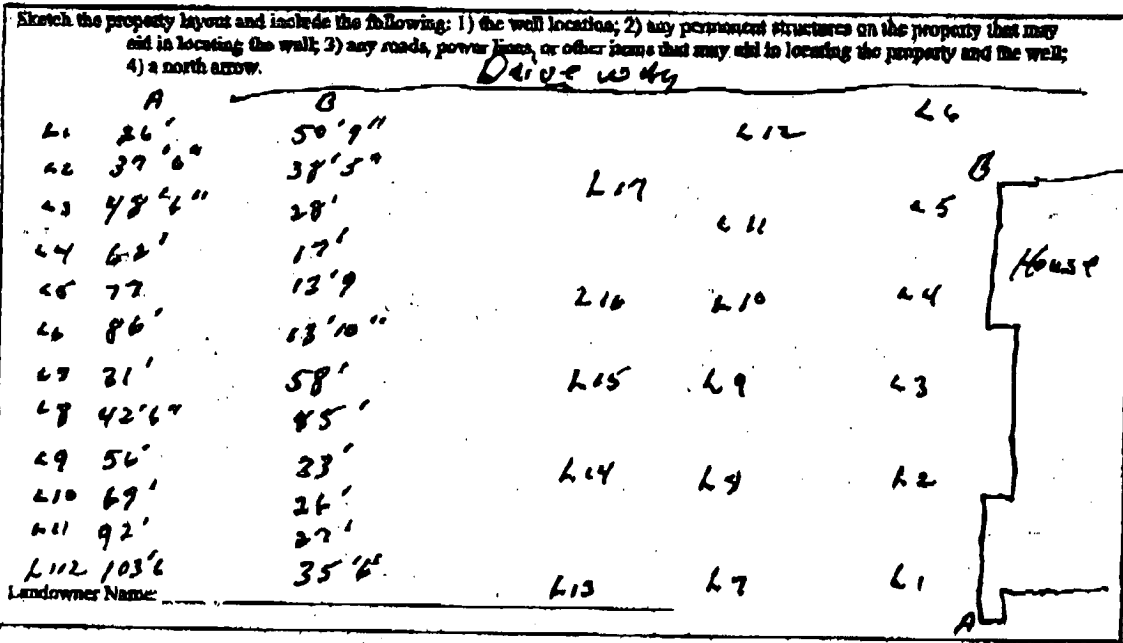 Sketch the property layout and include the following: 1) the well location; 2) any permanent structures on the property that may
aid in locating the well; 3) any roads, power lines, or other items that may aid in locating the property and the well;
4) a north arrow.
Drive way
A B
L1 26' 50'9"
L2 37'6" 38'5"
L3 48'6" 28'
L4 62' 17'
L5 77 13'9
L6 86' 13'10"
L7 31' 58'
L8 42'6" 85'
L9 56' 33'
L10 69' 26'
L11 92' 27'
L112 103'6 35'6"
L6
L12
B
L17
L5
L11
House
L16 L10 L4
L15 L9 L3
L14 L8 L2
L13 L7 L1
A
Landowner Name: